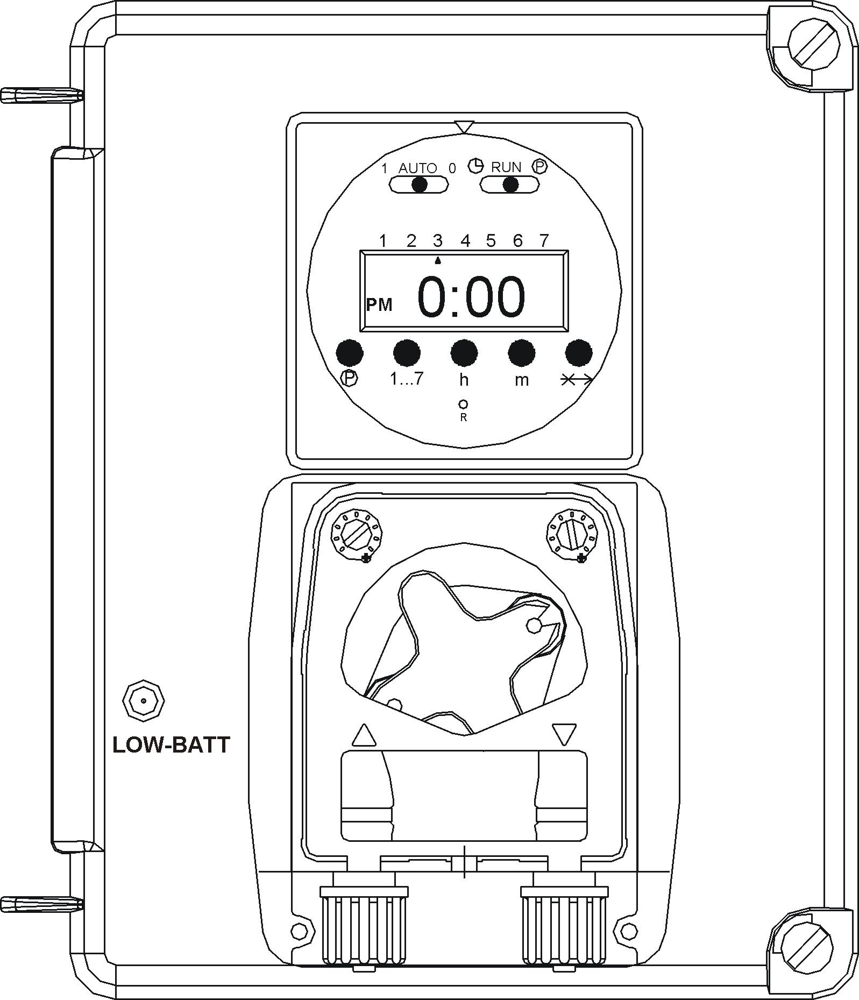 1 AUTO 0 RUN P
1 2 3 4 5 6 7
PM 0:00
P 1...7 h m
R
LOW-BATT